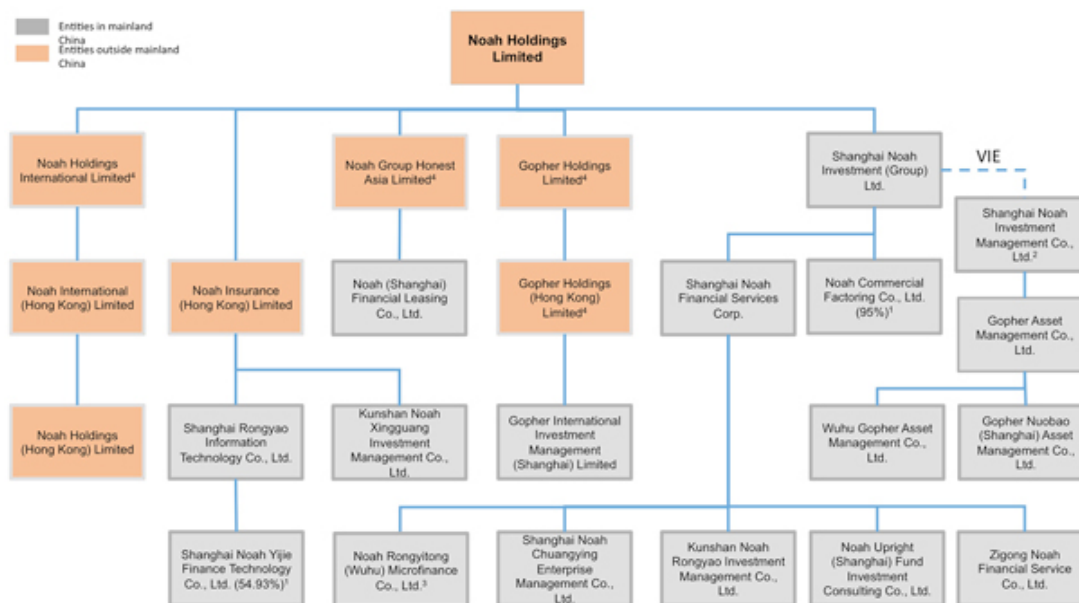 Entities in mainland
China
Entities outside mainland
China
Noah Holdings
Limited
Noah Holdings
International Limited⁴
Noah Group Honest
Asia Limited⁴
Gopher Holdings
Limited⁴
Shanghai Noah
Investment (Group)
Ltd.
VIE
Shanghai Noah
Investment
Management Co.,
Ltd.²
Noah International
(Hong Kong) Limited
Noah Insurance
(Hong Kong) Limited
Noah (Shanghai)
Financial Leasing
Co., Ltd.
Gopher Holdings
(Hong Kong)
Limited⁴
Shanghai Noah
Financial Services
Corp.
Noah Commercial
Factoring Co., Ltd.
(95%)¹
Gopher Asset
Management Co.,
Ltd.
Noah Holdings
(Hong Kong) Limited
Shanghai Rongyao
Information
Technology Co., Ltd.
Kunshan Noah
Xingguang
Investment
Management Co.,
Ltd.
Gopher International
Investment
Management
(Shanghai) Limited
Wuhu Gopher Asset
Management Co.,
Ltd.
Gopher Nuobao
(Shanghai) Asset
Management Co.,
Ltd.
Shanghai Noah Yijie
Finance Technology
Co., Ltd. (54.93%)¹
Noah Rongyitong
(Wuhu) Microfinance
Co., Ltd.³
Shanghai Noah
Chuangying
Enterprise
Management Co.,
Ltd.
Kunshan Noah
Rongyao Investment
Management Co.,
Ltd.
Noah Upright
(Shanghai) Fund
Investment
Consulting Co., Ltd.
Zigong Noah
Financial Service
Co., Ltd.